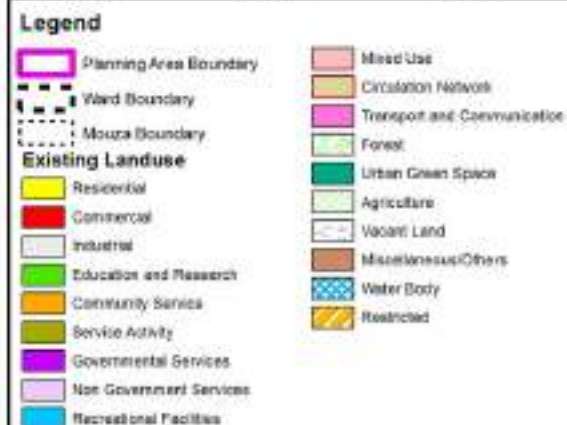 Legend
Planning Area Boundary
Ward Boundary
Mouza Boundary
Existing Landuse
Residential
Commercial
Industrial
Education and Research
Community Service
Service Activity
Governmental Services
Non Government Services
Recreational Facilities
Mixed Use
Circulation Network
Transport and Communication
Forest
Urban Green Space
Agriculture
Vacant Land
Miscellaneous/Others
Water Body
Restricted